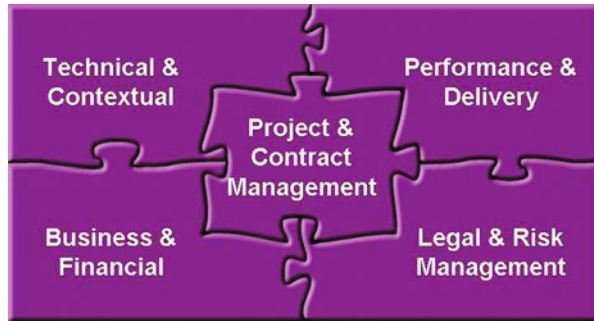 Technical &
Contextual
Performance &
Delivery
Project &
Contract
Management
Business &
Financial
Legal & Risk
Management